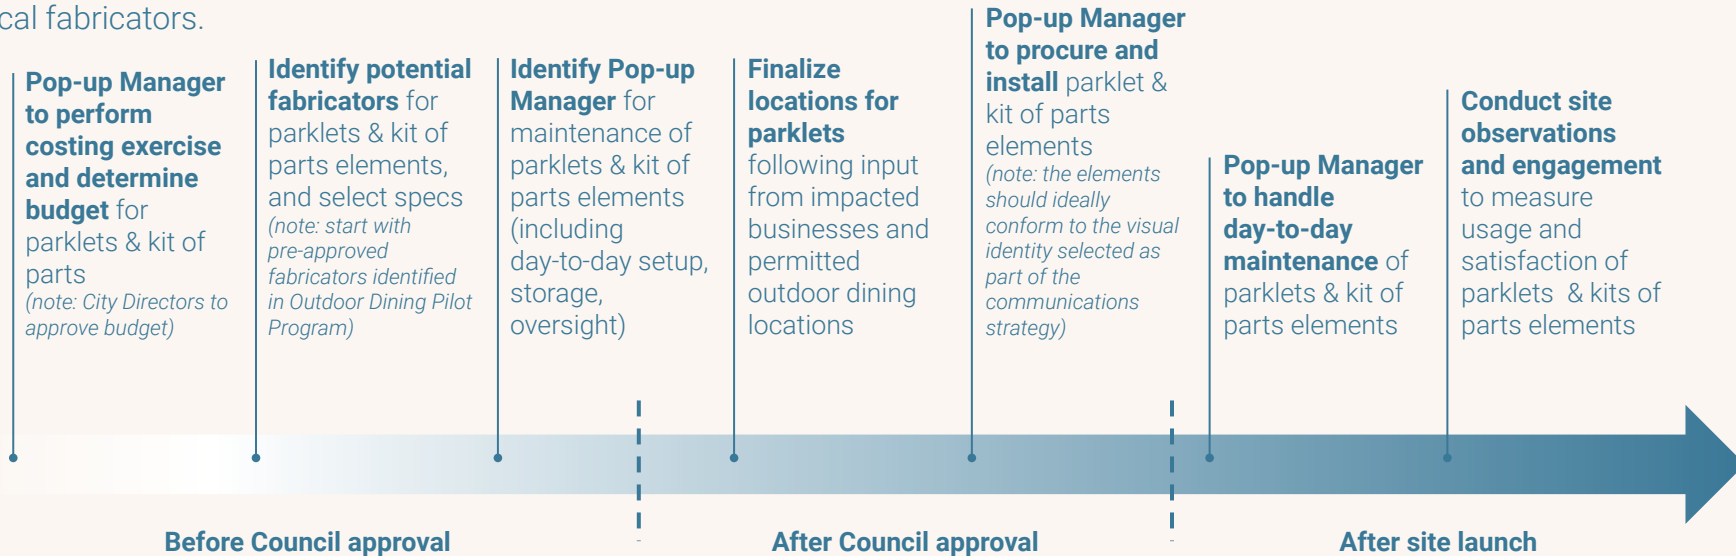 cal fabricators.
Pop-up Manager
to perform
costing exercise
and determine
budget for
parklets & kit of
parts
(note: City Directors to
approve budget)
Identify potential
fabricators for
parklets & kit of
parts elements,
and select specs
(note: start with
pre-approved
fabricators identified
in Outdoor Dining Pilot
Program)
Identify Pop-up
Manager for
maintenance of
parklets & kit of
parts elements
(including
day-to-day setup,
storage,
oversight)
Finalize
locations for
parklets
following input
from impacted
businesses and
permitted
outdoor dining
locations
Pop-up Manager
to procure and
install parklet &
kit of parts
elements
(note: the elements
should ideally
conform to the visual
identity selected as
part of the
communications
strategy)
Pop-up Manager
to handle
day-to-day
maintenance of
parklets & kit of
parts elements
Conduct site
observations
and engagement
to measure
usage and
satisfaction of
parklets  & kits of
parts elements
Before Council approval
After Council approval
After site launch